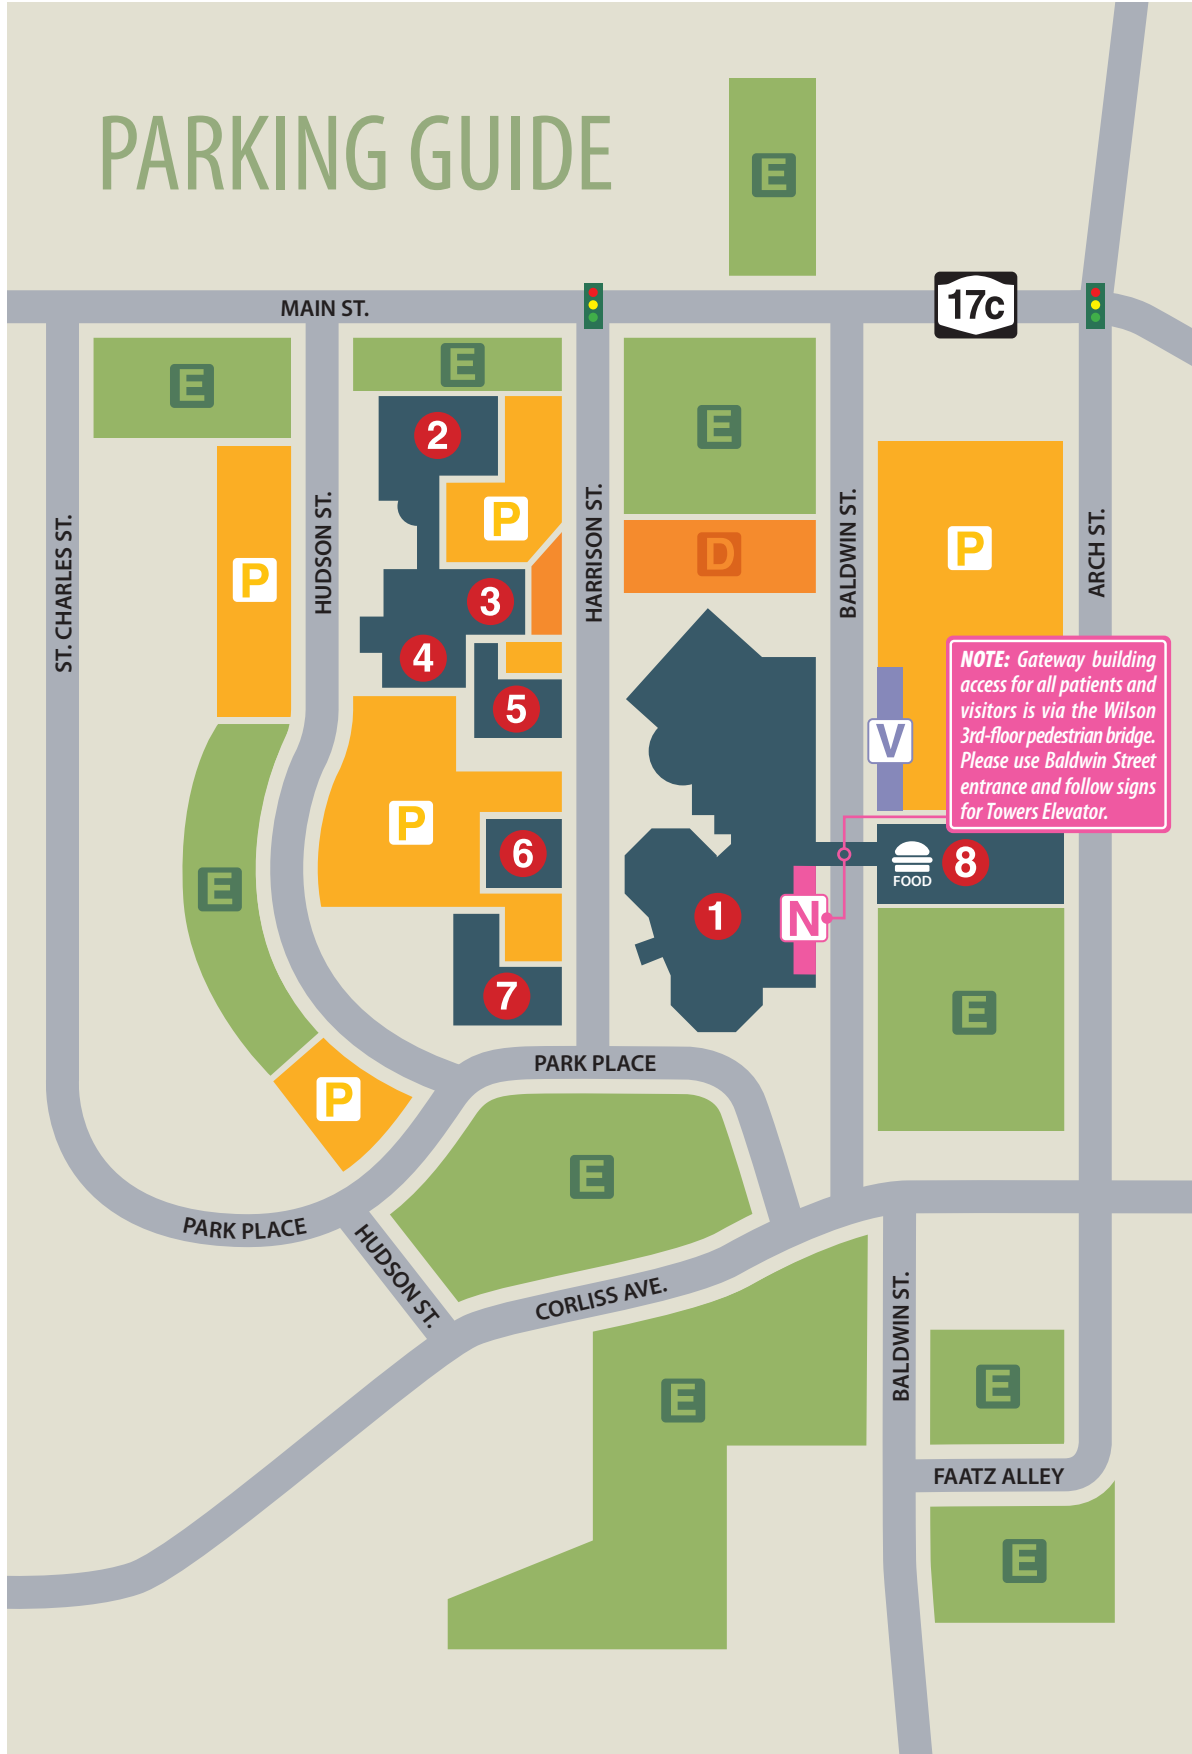 PARKING GUIDE
E
17c
MAIN ST.
E
E
E
2
P
P
P
D
ST. CHARLES ST.
HUDSON ST.
HARRISON ST.
BALDWIN ST.
ARCH ST.
3
4
5
NOTE: Gateway building
access for all patients and
visitors is via the Wilson
3rd-floor pedestrian bridge.
Please use Baldwin Street
entrance and follow signs
for Towers Elevator.
V
P
6
FOOD
8
E
1
N
7
E
PARK PLACE
P
E
PARK PLACE
HUDSON ST.
CORLISS AVE.
BALDWIN ST.
E
E
FAATZ ALLEY
E